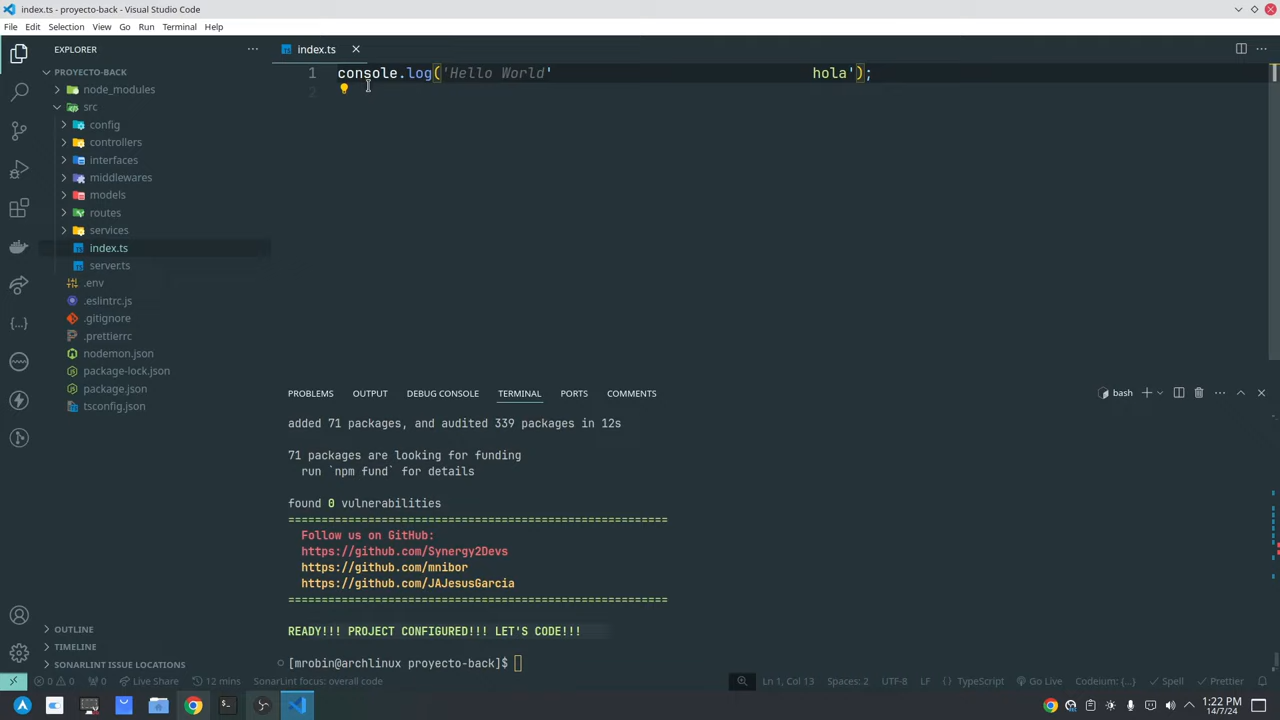 index.ts - proyecto-back - Visual Studio Code
File Edit Selection View Go Run Terminal Help
EXPLORER
PROYECTO-BACK
node_modules
src
config
controllers
interfaces
middlewares
models
routes
services
index.ts
server.ts
.env
.eslintrc.js
.gitignore
.prettierrc
nodemon.json
package-lock.json
package.json
tsconfig.json
OUTLINE
TIMELINE
SONARLINT ISSUE LOCATIONS
index.ts
1 console.log('Hello World' hola');
2
PROBLEMS OUTPUT DEBUG CONSOLE TERMINAL PORTS COMMENTS
bash
added 71 packages, and audited 339 packages in 12s
71 packages are looking for funding
run `npm fund` for details
found 0 vulnerabilities
========================================================
Follow us on GitHub:
https://github.com/Synergy2Devs
https://github.com/mnibor
https://github.com/JAJesusGarcia
========================================================
READY!!! PROJECT CONFIGURED!!! LET'S CODE!!!
[mrobin@archlinux proyecto-back]$
0 0 0 Live Share 12 mins SonarLint focus: overall code Ln 1, Col 13 Spaces: 2 UTF-8 LF {} TypeScript Go Live Codeium: {...} Spell Prettier
1:22 PM
14/7/24